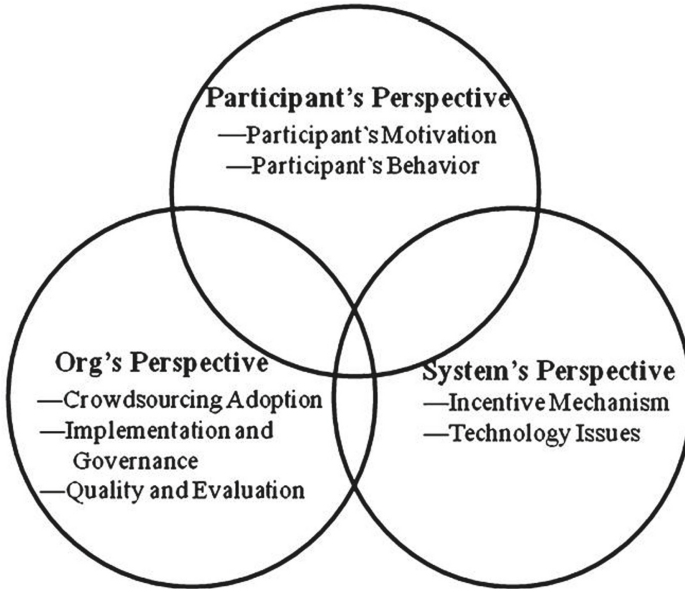 Participant's Perspective
—Participant`s Motivation
—Participant`s Behavior
Org's Perspective
—Crowdsourcing Adoption
—Implementation and
Governance
—Quality and Evaluation
System's Perspective
—Incentive Mechanism
—Technology Issues